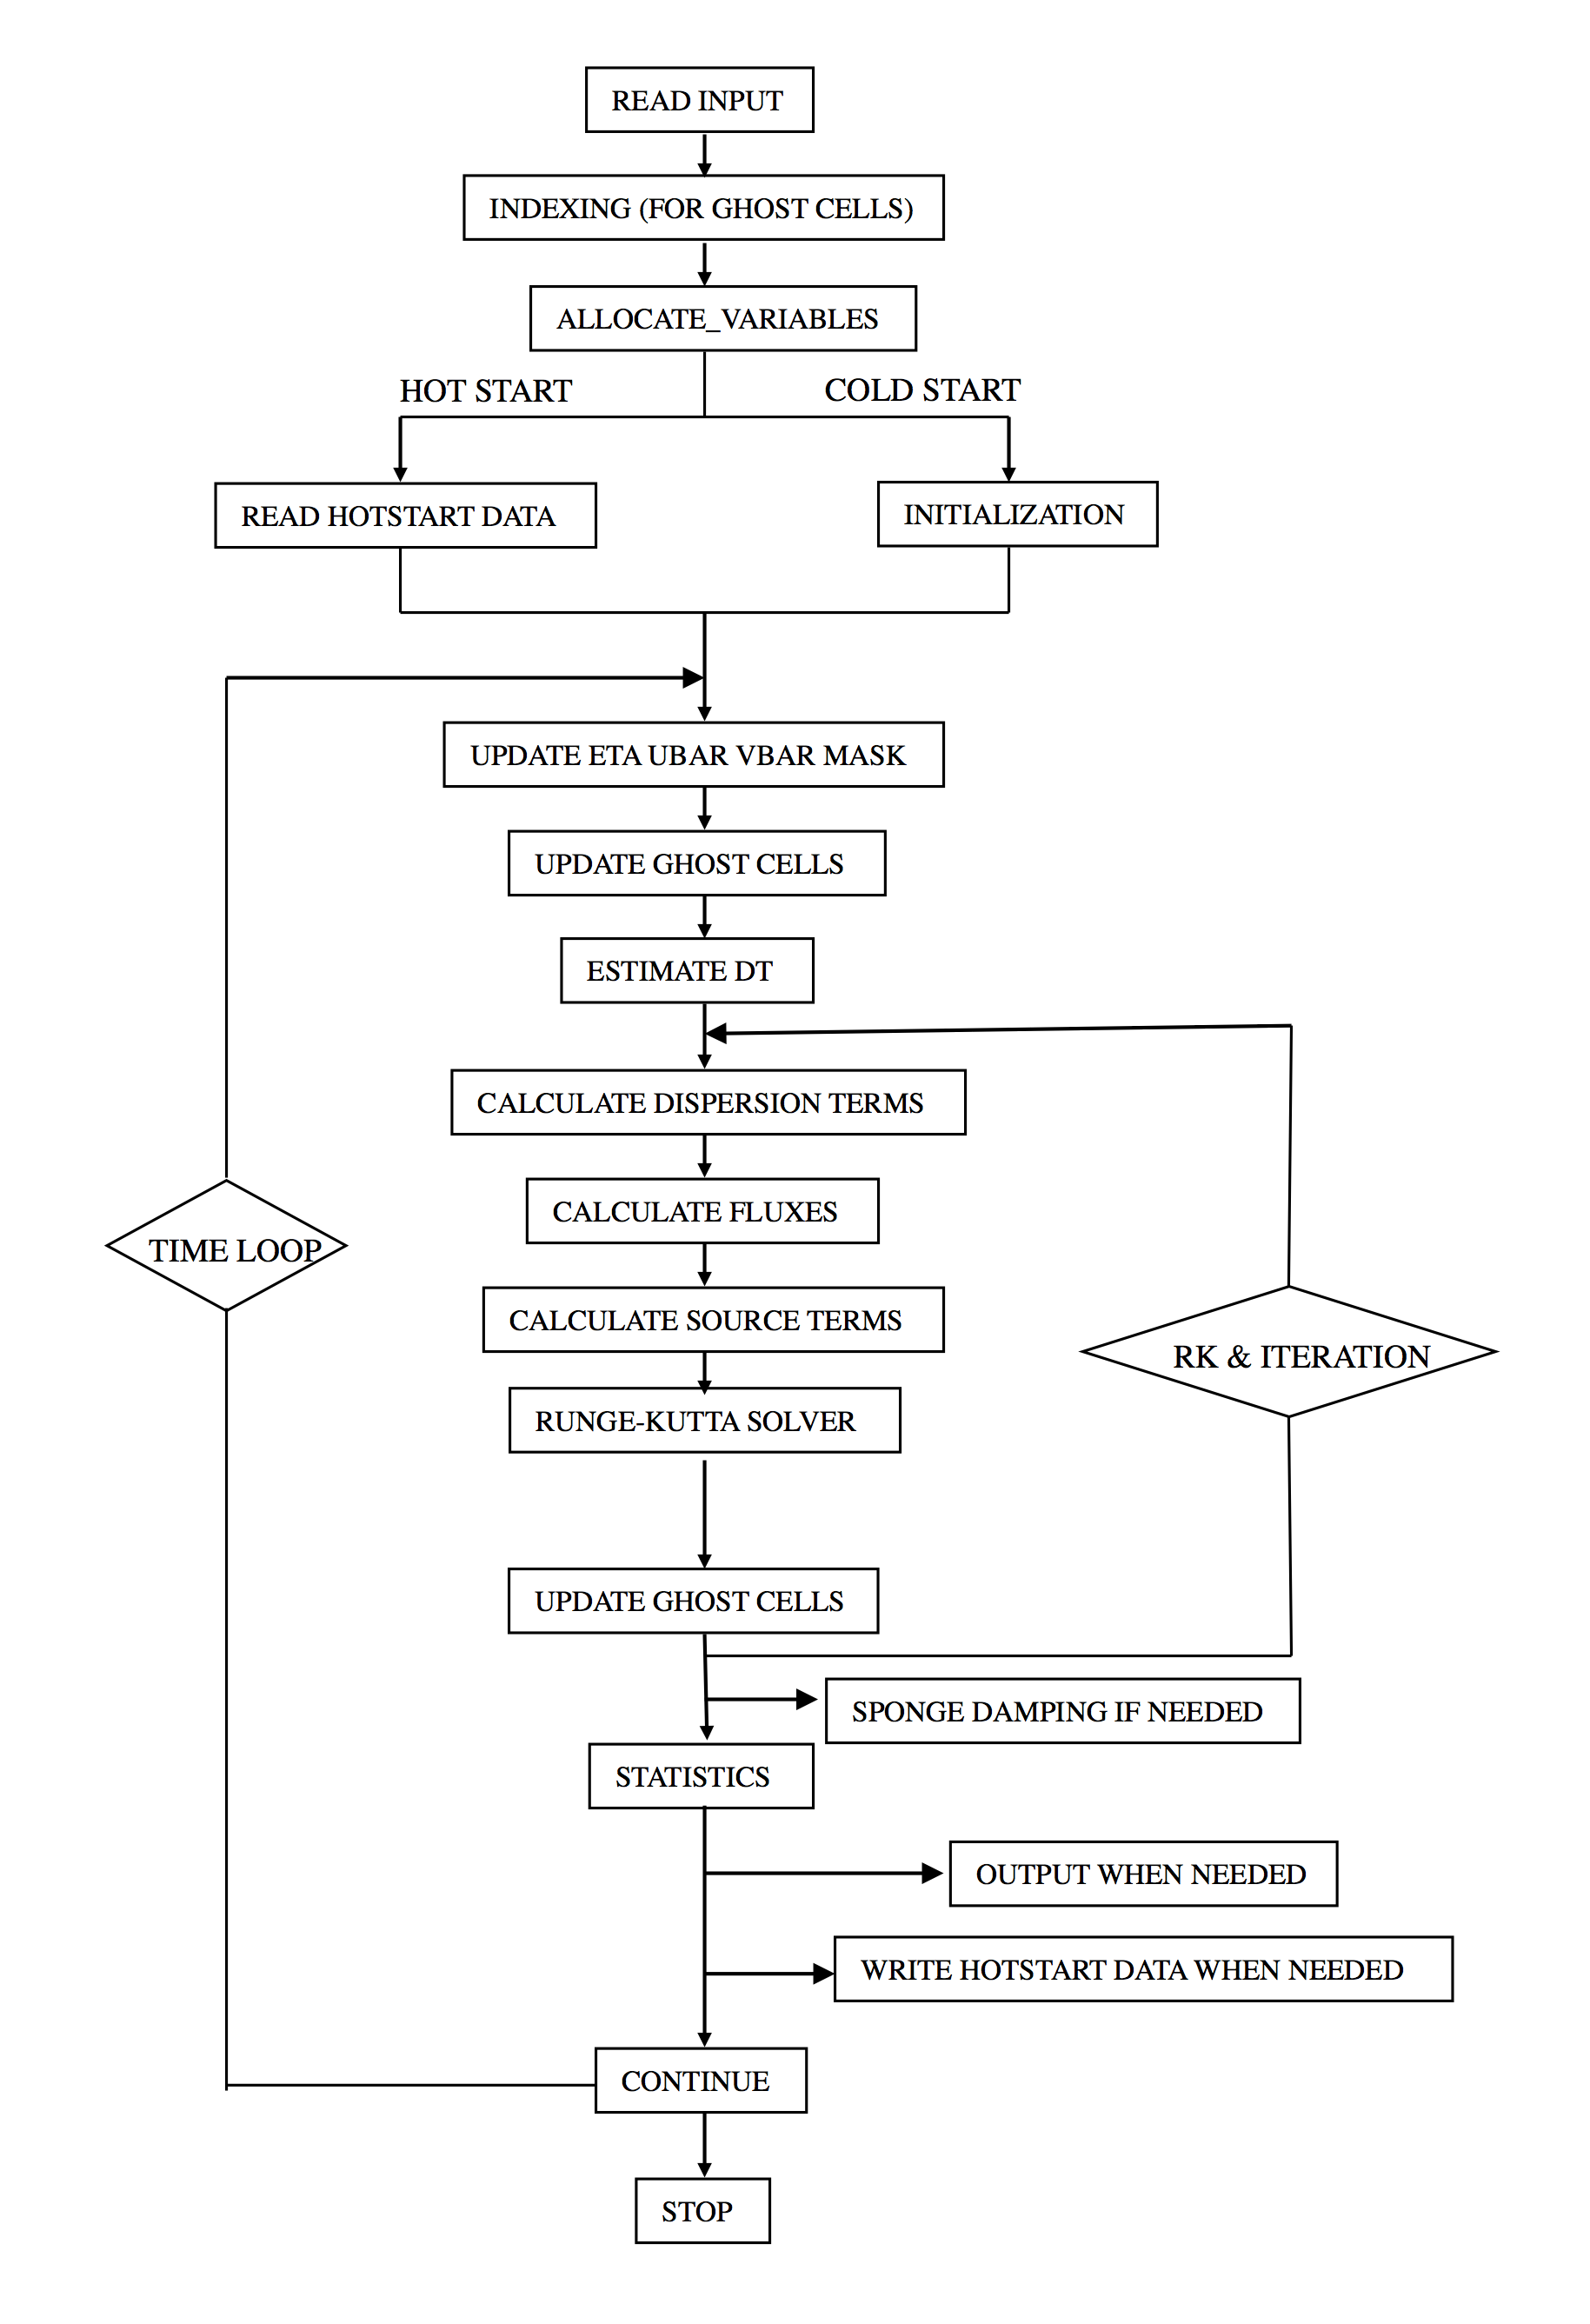 READ INPUT
INDEXING (FOR GHOST CELLS)
ALLOCATE_VARIABLES
HOT START
COLD START
READ HOTSTART DATA
INITIALIZATION
UPDATE ETA UBAR VBAR MASK
UPDATE GHOST CELLS
ESTIMATE DT
CALCULATE DISPERSION TERMS
CALCULATE FLUXES
TIME LOOP
CALCULATE SOURCE TERMS
RK & ITERATION
RUNGE-KUTTA SOLVER
UPDATE GHOST CELLS
SPONGE DAMPING IF NEEDED
STATISTICS
OUTPUT WHEN NEEDED
WRITE HOTSTART DATA WHEN NEEDED
CONTINUE
STOP